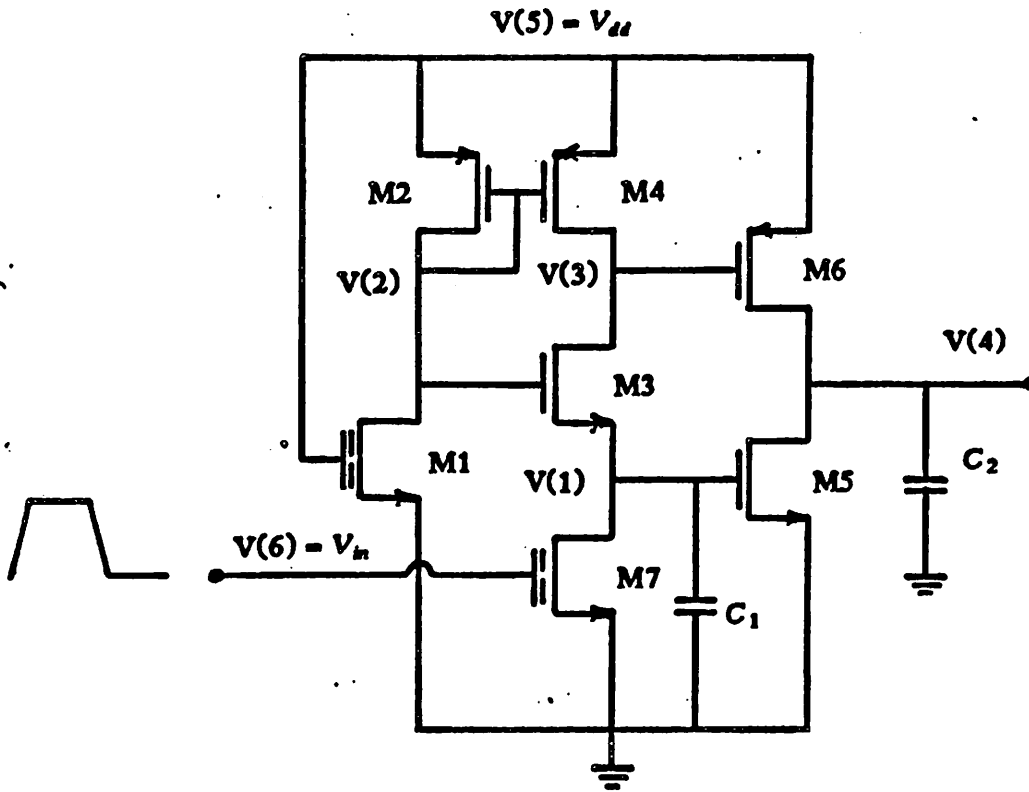 V(5) = V_dd
M2
M4
V(2)
V(3)
M6
V(4)
M3
M1
V(1)
M5
C_2
V(6) = V_in
M7
C_1